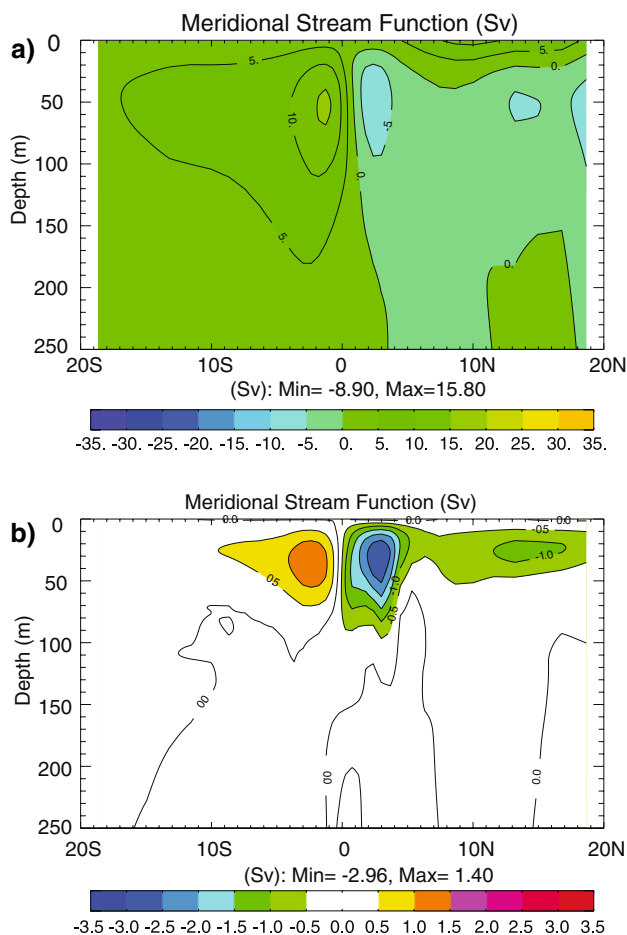 a)
Meridional Stream Function (Sv)
0
50
100
150
200
250
Depth (m)
5.
10.
5.
0.
5.
0.
-5
0.
20S 10S 0 10N 20N
(Sv): Min= -8.90, Max=15.80
-35. -30. -25. -20. -15. -10. -5. 0. 5. 10. 15. 20. 25. 30. 35.
b)
Meridional Stream Function (Sv)
0
50
100
150
200
250
Depth (m)
0.0
0.0
0.0
-0.5
-1.0
05
-1.0
-0.5
00
00
0.0
20S 10S 0 10N 20N
(Sv): Min= -2.96, Max= 1.40
-3.5 -3.0 -2.5 -2.0 -1.5 -1.0 -0.5 0.0 0.5 1.0 1.5 2.0 2.5 3.0 3.5